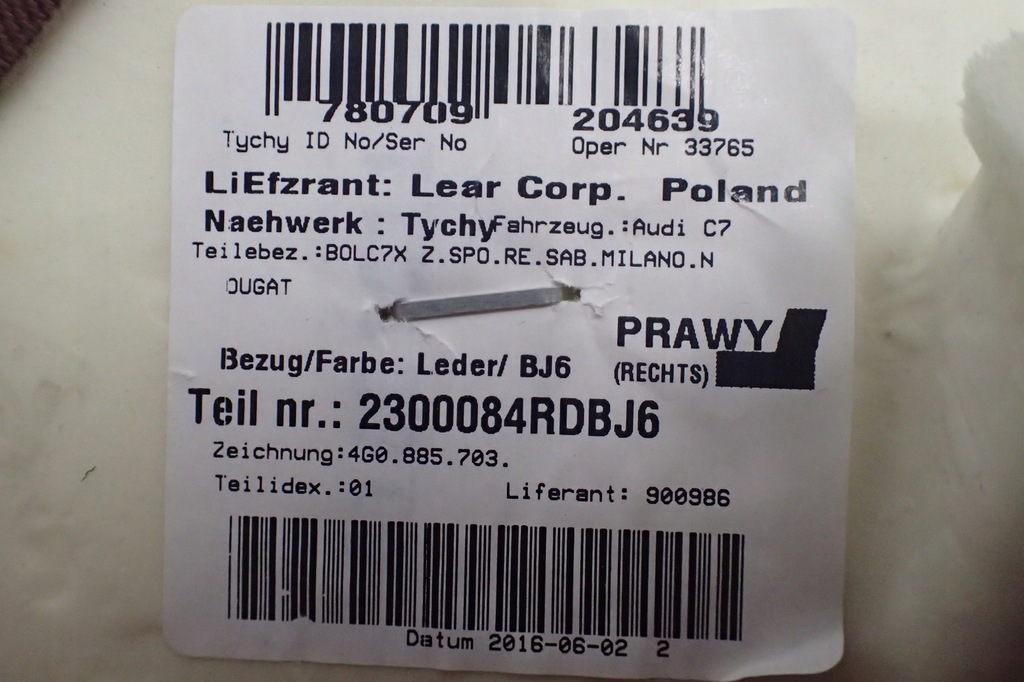 780709 204639
Tychy ID No/Ser No Oper Nr 33765
LiEfzrant: Lear Corp. Poland
Naehwerk : Tychy Fahrzeug.:Audi C7
Teilebez.:BOLC7X Z.SPO.RE.SAB.MILANO.N
OUGAT
PRAWY
Bezug/Farbe: Leder/ BJ6 (RECHTS)
Teil nr.: 2300084RDBJ6
Zeichnung:4G0.885.703.
Teilidex.:01 Liferant: 900986
Datum 2016-06-02 2